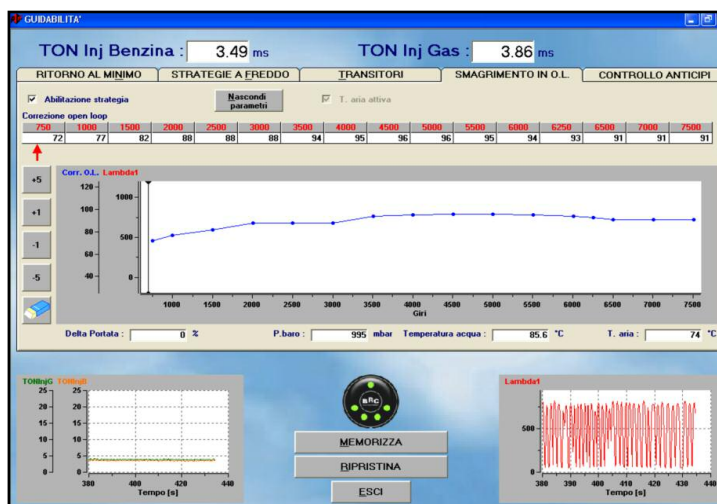 GUIDABILITA'
TON Inj Benzina : 3.49 ms TON Inj Gas : 3.86 ms
RITORNO AL MINIMO STRATEGIE A FREDDO TRANSITORI SMAGRIMENTO IN O.L. CONTROLLO ANTICIPI
Abilitazione strategia Nascondi parametri T. aria attiva
Correzione open loop
750 1000 1500 2000 2500 3000 3500 4000 4500 5000 5500 6000 6250 6500 7000 7500
72 77 82 88 88 88 94 95 96 96 95 94 93 91 91 91
+5
+1
-1
-5
Corr. O.L. Lambda1
120 1000
100
80 500
60
40 0
1000 1500 2000 2500 3000 3500 4000 4500 5000 5500 6000 6500 7000 7500
Giri
Delta Portata : 0 % P.baro : 995 mbar Temperatura acqua : 85.6 °C T. aria : 74 °C
TONInjG TONInjB
25 25
20 20
15 15
10 10
5 5
0 0
380 400 420 440
Tempo [s]
BRC
MEMORIZZA
RIPRISTINA
ESCI
Lambda1
500
0
380 390 400 410 420 430 440
Tempo [s]